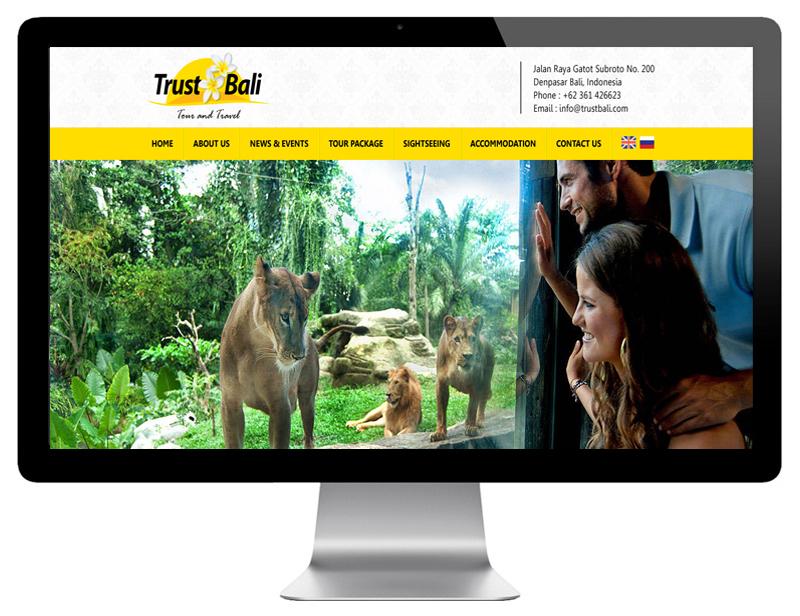 Trust Bali
Tour and Travel
Jalan Raya Gatot Subroto No. 200
Denpasar Bali, Indonesia
Phone : +62 361 426623
Email : info@trustbali.com
HOME ABOUT US NEWS & EVENTS TOUR PACKAGE SIGHTSEEING ACCOMMODATION CONTACT US